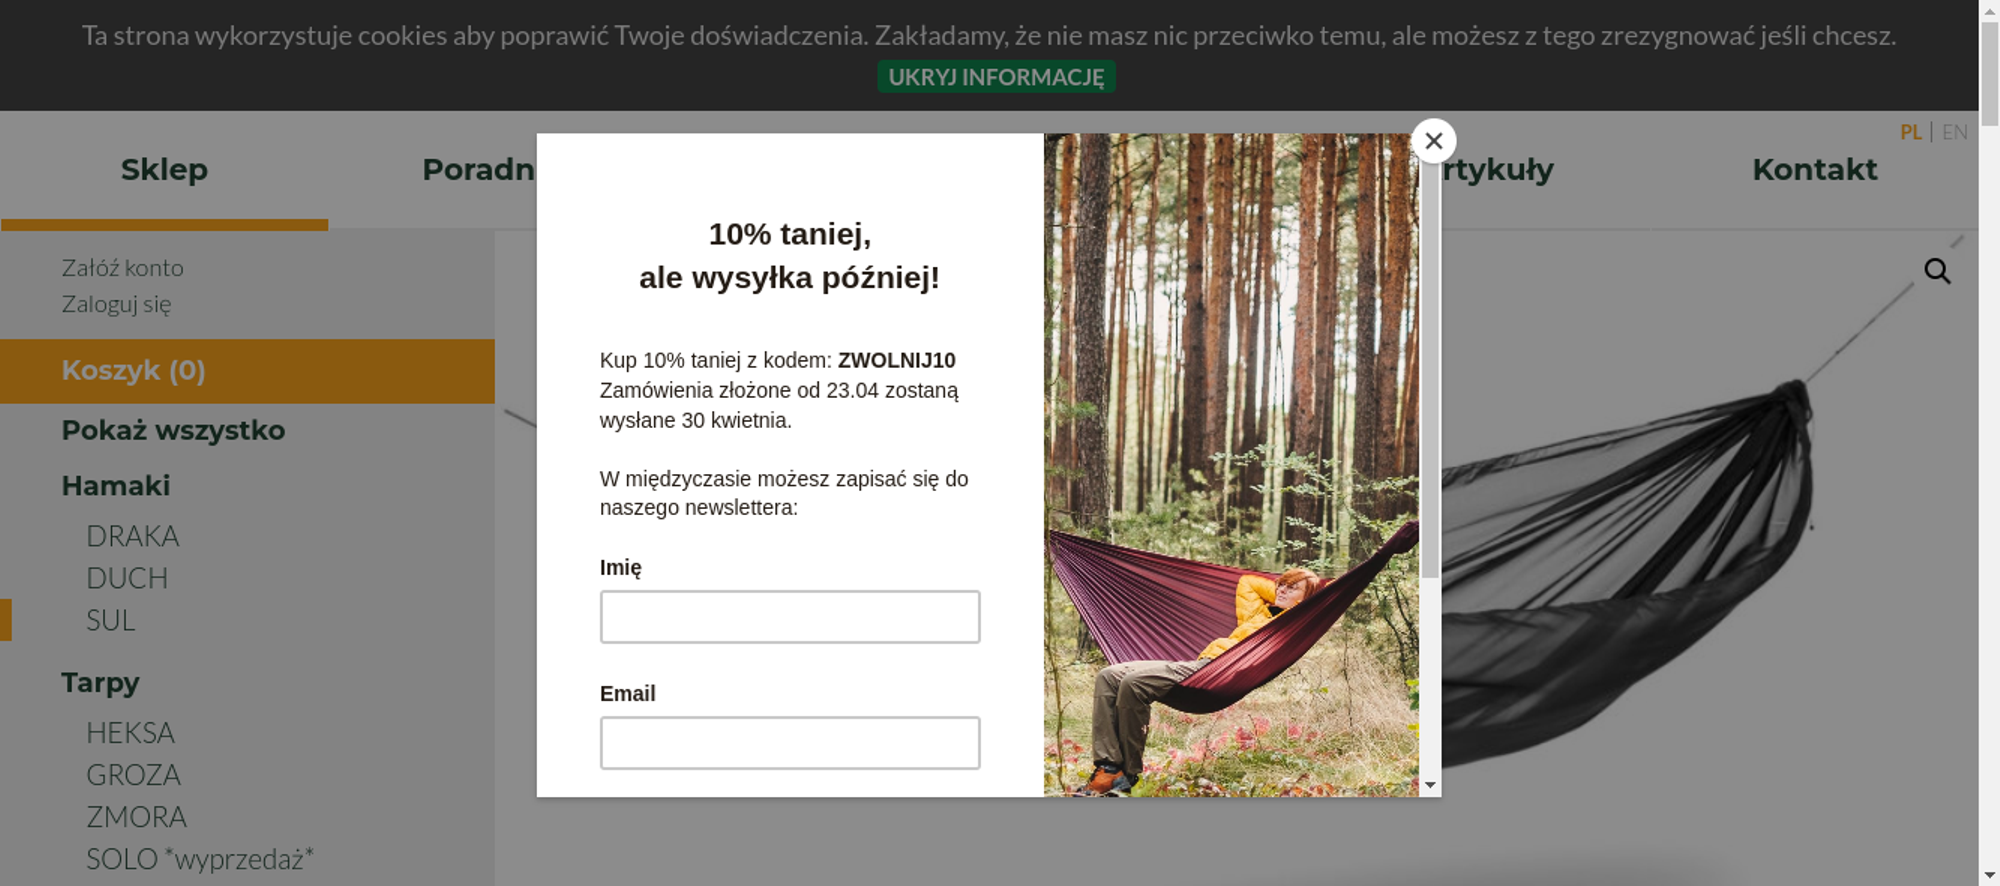 Ta strona wykorzystuje cookies aby poprawić Twoje doświadczenia. Zakładamy, że nie masz nic przeciwko temu, ale możesz z tego zrezygnować jeśli chcesz.
UKRYJ INFORMACJĘ
PL | EN
Sklep
Poradn
rtykuły
Kontakt
Załóż konto
Zaloguj się
Koszyk (0)
Pokaż wszystko
Hamaki
DRAKA
DUCH
SUL
Tarpy
HEKSA
GROZA
ZMORA
SOLO *wyprzedaż*
10% taniej,
ale wysyłka później!
Kup 10% taniej z kodem: ZWOLNIJ10
Zamówienia złożone od 23.04 zostaną
wysłane 30 kwietnia.
W międzyczasie możesz zapisać się do
naszego newslettera:
Imię
Email